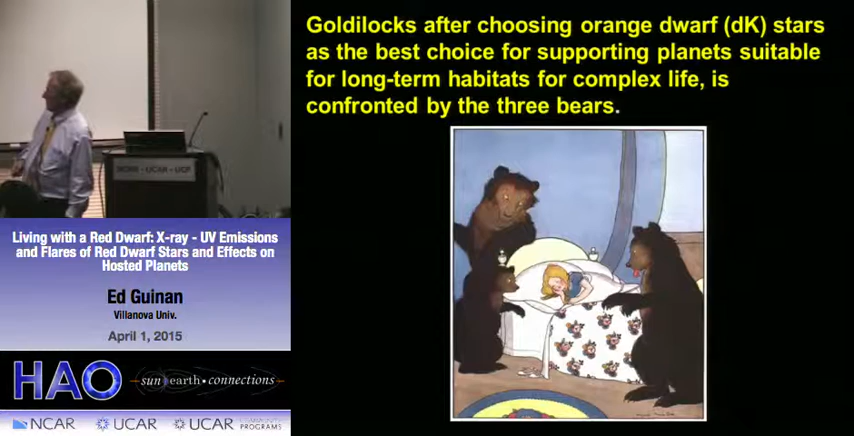 Goldilocks after choosing orange dwarf (dK) stars
as the best choice for supporting planets suitable
for long-term habitats for complex life, is
confronted by the three bears.
NCAR - UCAR - UCP
Living with a Red Dwarf: X-ray - UV Emissions
and Flares of Red Dwarf Stars and Effects on
Hosted Planets
Ed Guinan
Villanova Univ.
April 1, 2015
HAO
sun earth • connections
NCAR
UCAR
UCAR
PROGRAMS